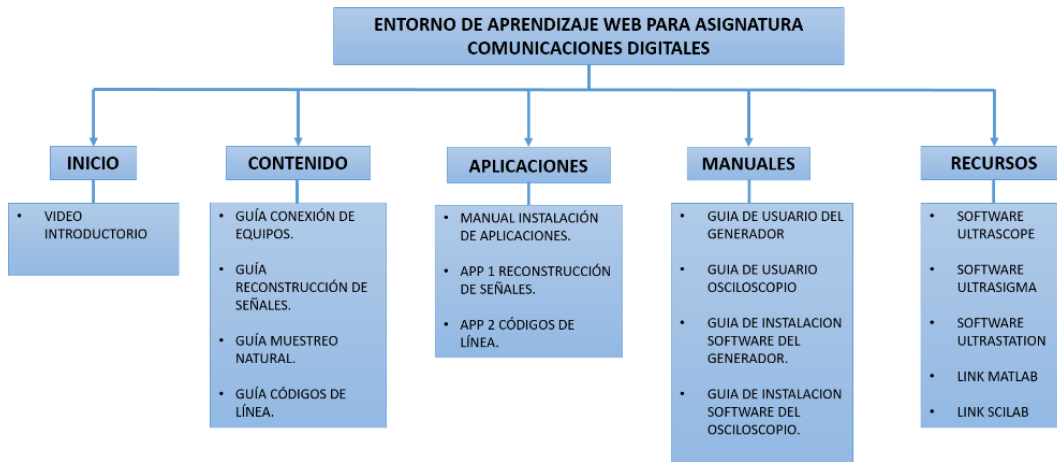 ENTORNO DE APRENDIZAJE WEB PARA ASIGNATURA
COMUNICACIONES DIGITALES
INICIO
• VIDEO
INTRODUCTORIO
CONTENIDO
• GUÍA CONEXIÓN DE
EQUIPOS.
• GUÍA
RECONSTRUCCIÓN DE
SEÑALES.
• GUÍA MUESTREO
NATURAL.
• GUÍA CÓDIGOS DE
LÍNEA.
APLICACIONES
• MANUAL INSTALACIÓN
DE APLICACIONES.
• APP 1 RECONSTRUCCIÓN
DE SEÑALES.
• APP 2 CÓDIGOS DE
LÍNEA.
MANUALES
• GUIA DE USUARIO DEL
GENERADOR
• GUIA DE USUARIO
OSCILOSCOPIO
• GUIA DE INSTALACION
SOFTWARE DEL
GENERADOR.
• GUIA DE INSTALACION
SOFTWARE DEL
OSCILOSCOPIO.
RECURSOS
• SOFTWARE
ULTRASCOPE
• SOFTWARE
ULTRASIGMA
• SOFTWARE
ULTRASTATION
• LINK MATLAB
• LINK SCILAB